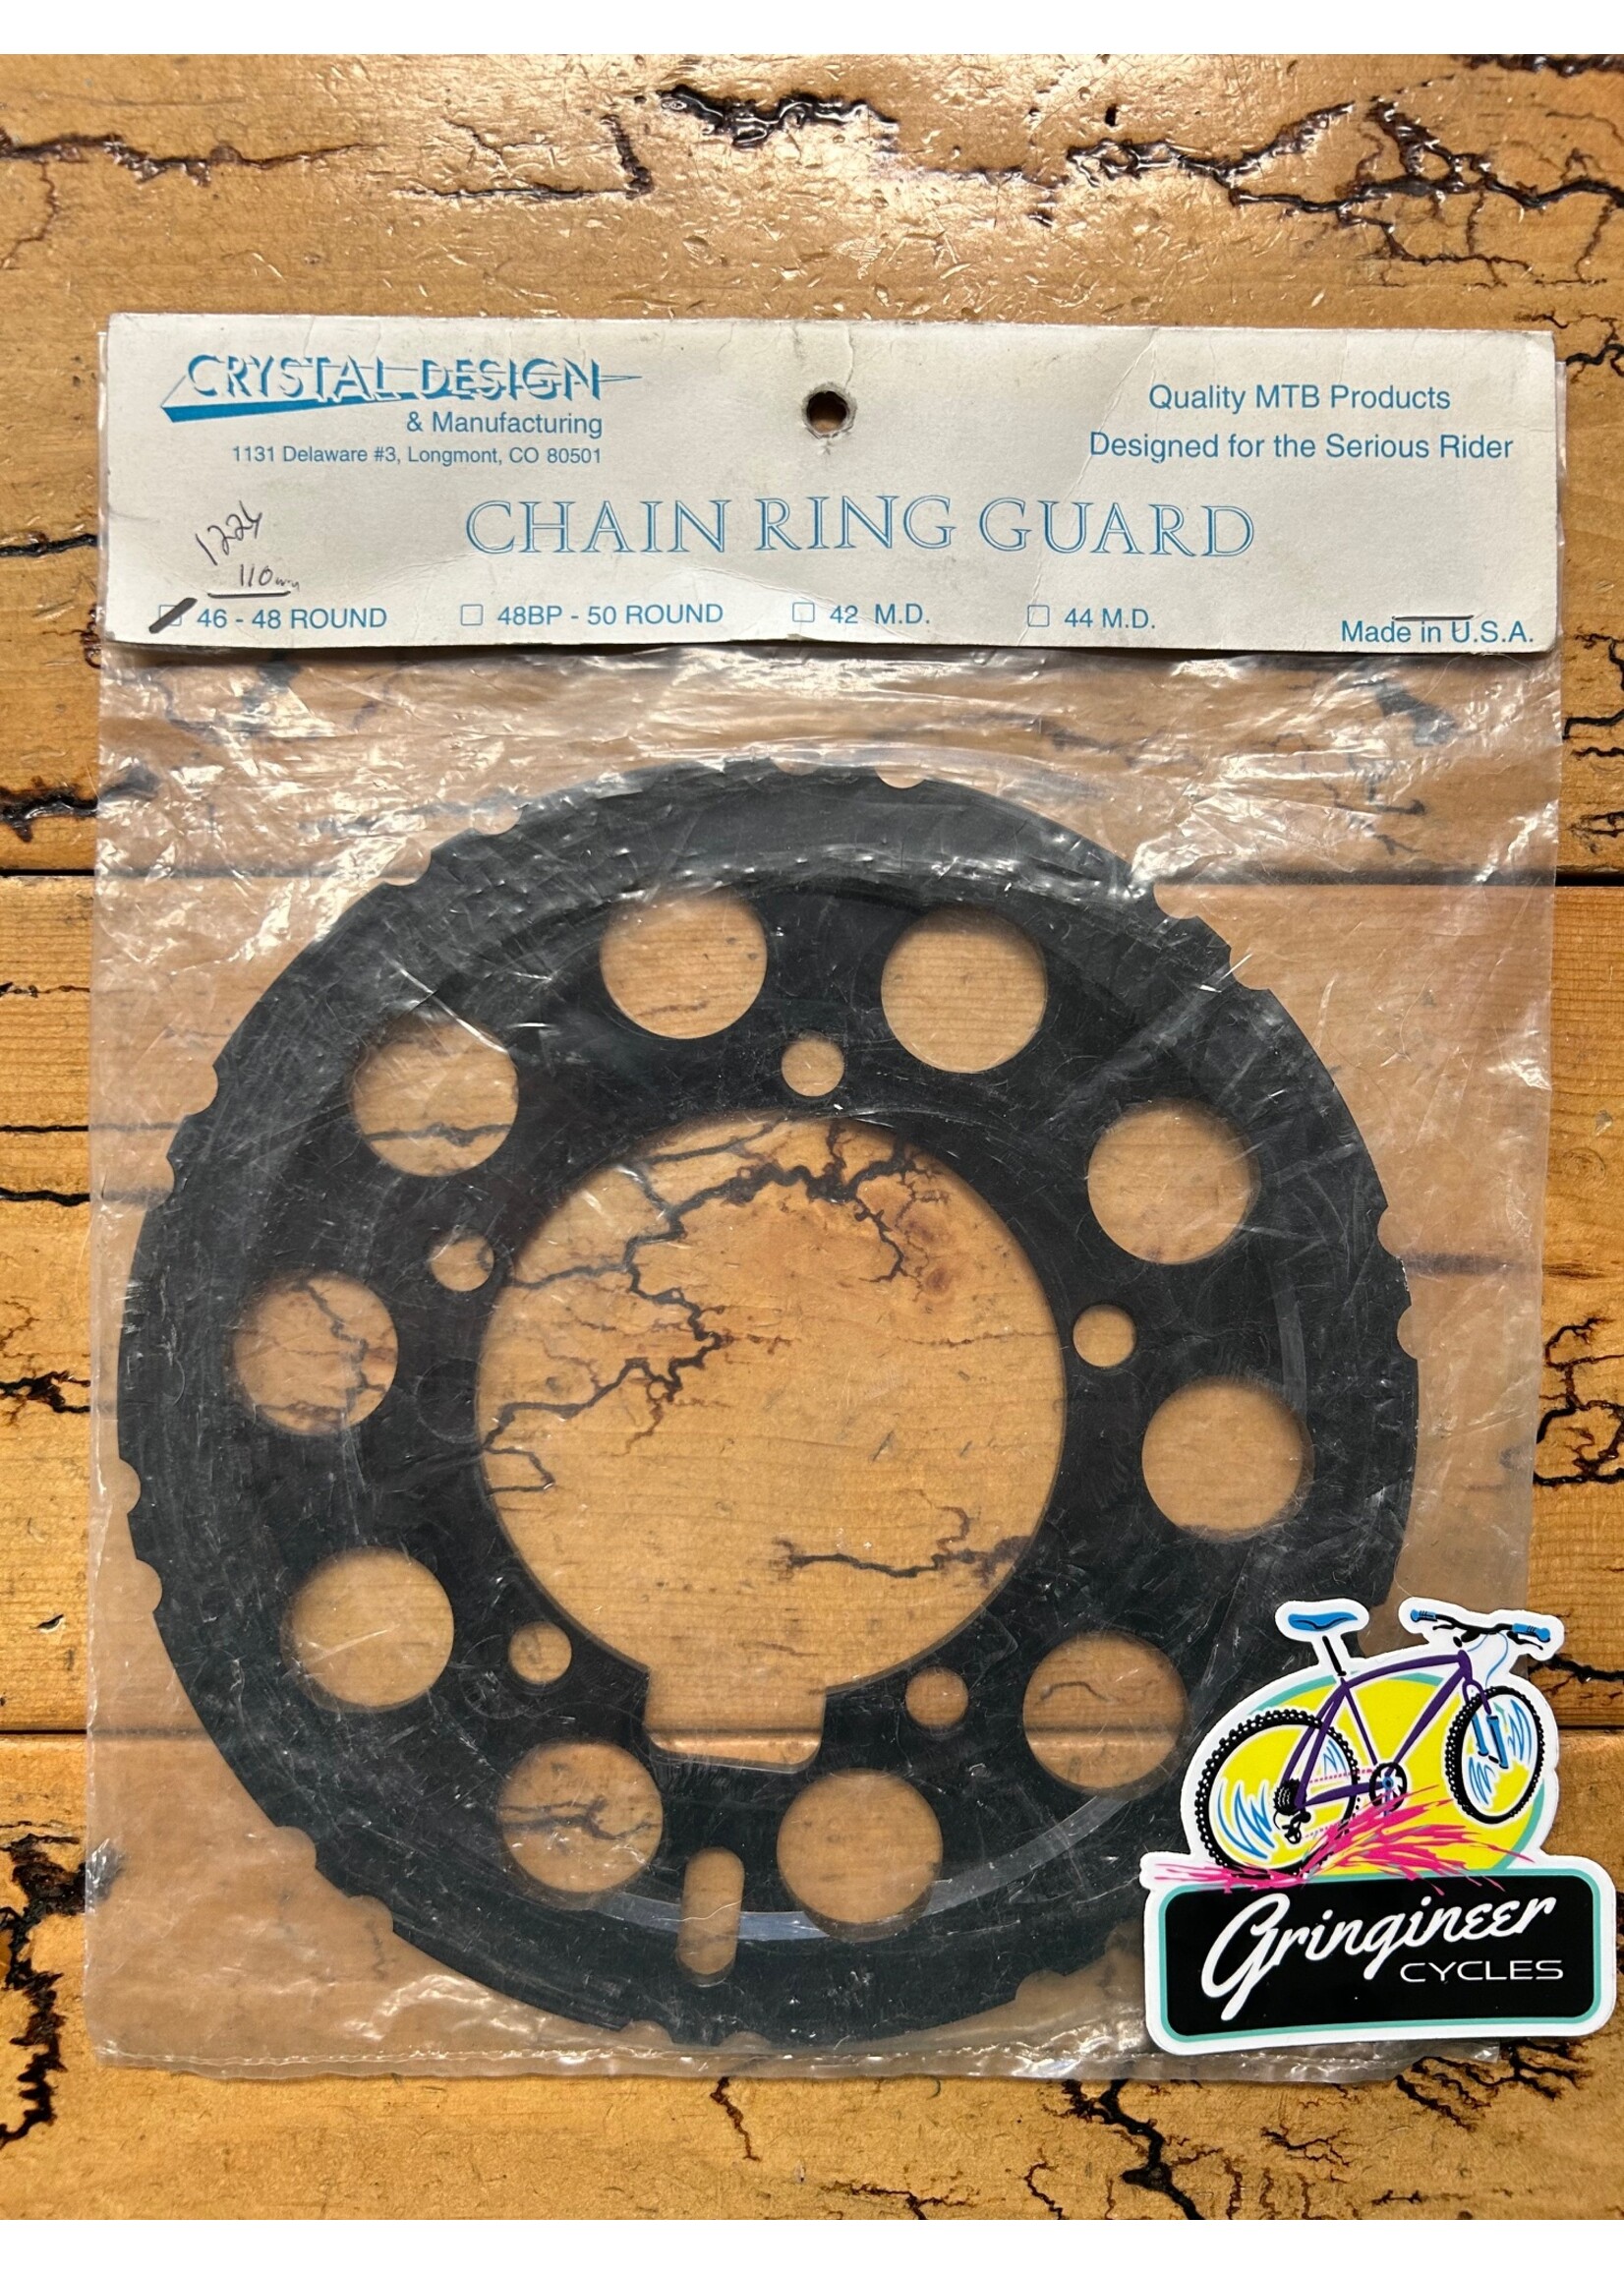 CRYSTAL DESIGN
& Manufacturing
1131 Delaware #3, Longmont, CO 80501
Quality MTB Products
Designed for the Serious Rider
CHAIN RING GUARD
110mm
46 - 48 ROUND
48BP - 50 ROUND
42 M.D.
44 M.D.
Made in U.S.A.
Gringineer
CYCLES